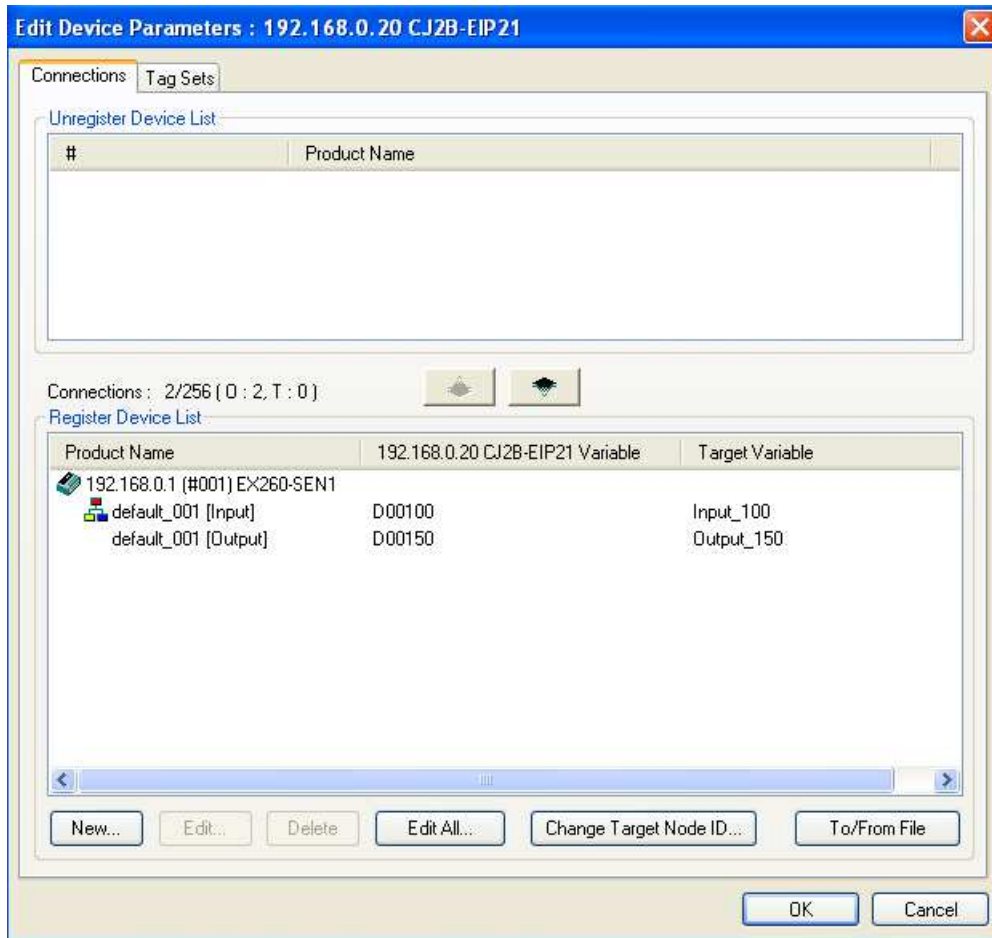 Edit Device Parameters : 192.168.0.20 CJ2B-EIP21
Connections Tag Sets
Unregister Device List
# Product Name
Connections : 2/256 ( O : 2, T : 0 )
Register Device List
Product Name 192.168.0.20 CJ2B-EIP21 Variable Target Variable
192.168.0.1 (#001) EX260-SEN1
default_001 [Input] D00100 Input_100
default_001 [Output] D00150 Output_150
New... Edit... Delete Edit All... Change Target Node ID... To/From File
OK Cancel